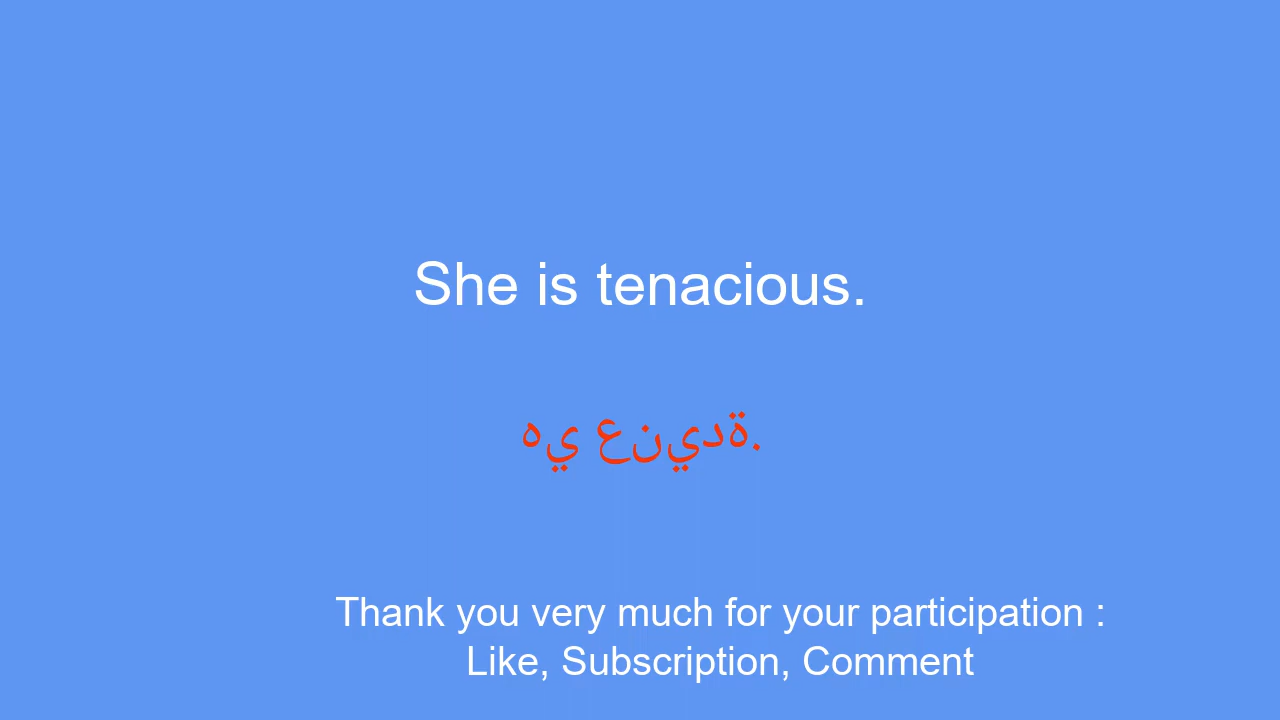 She is tenacious.
هي عنيدة.
Thank you very much for your participation :
Like, Subscription, Comment